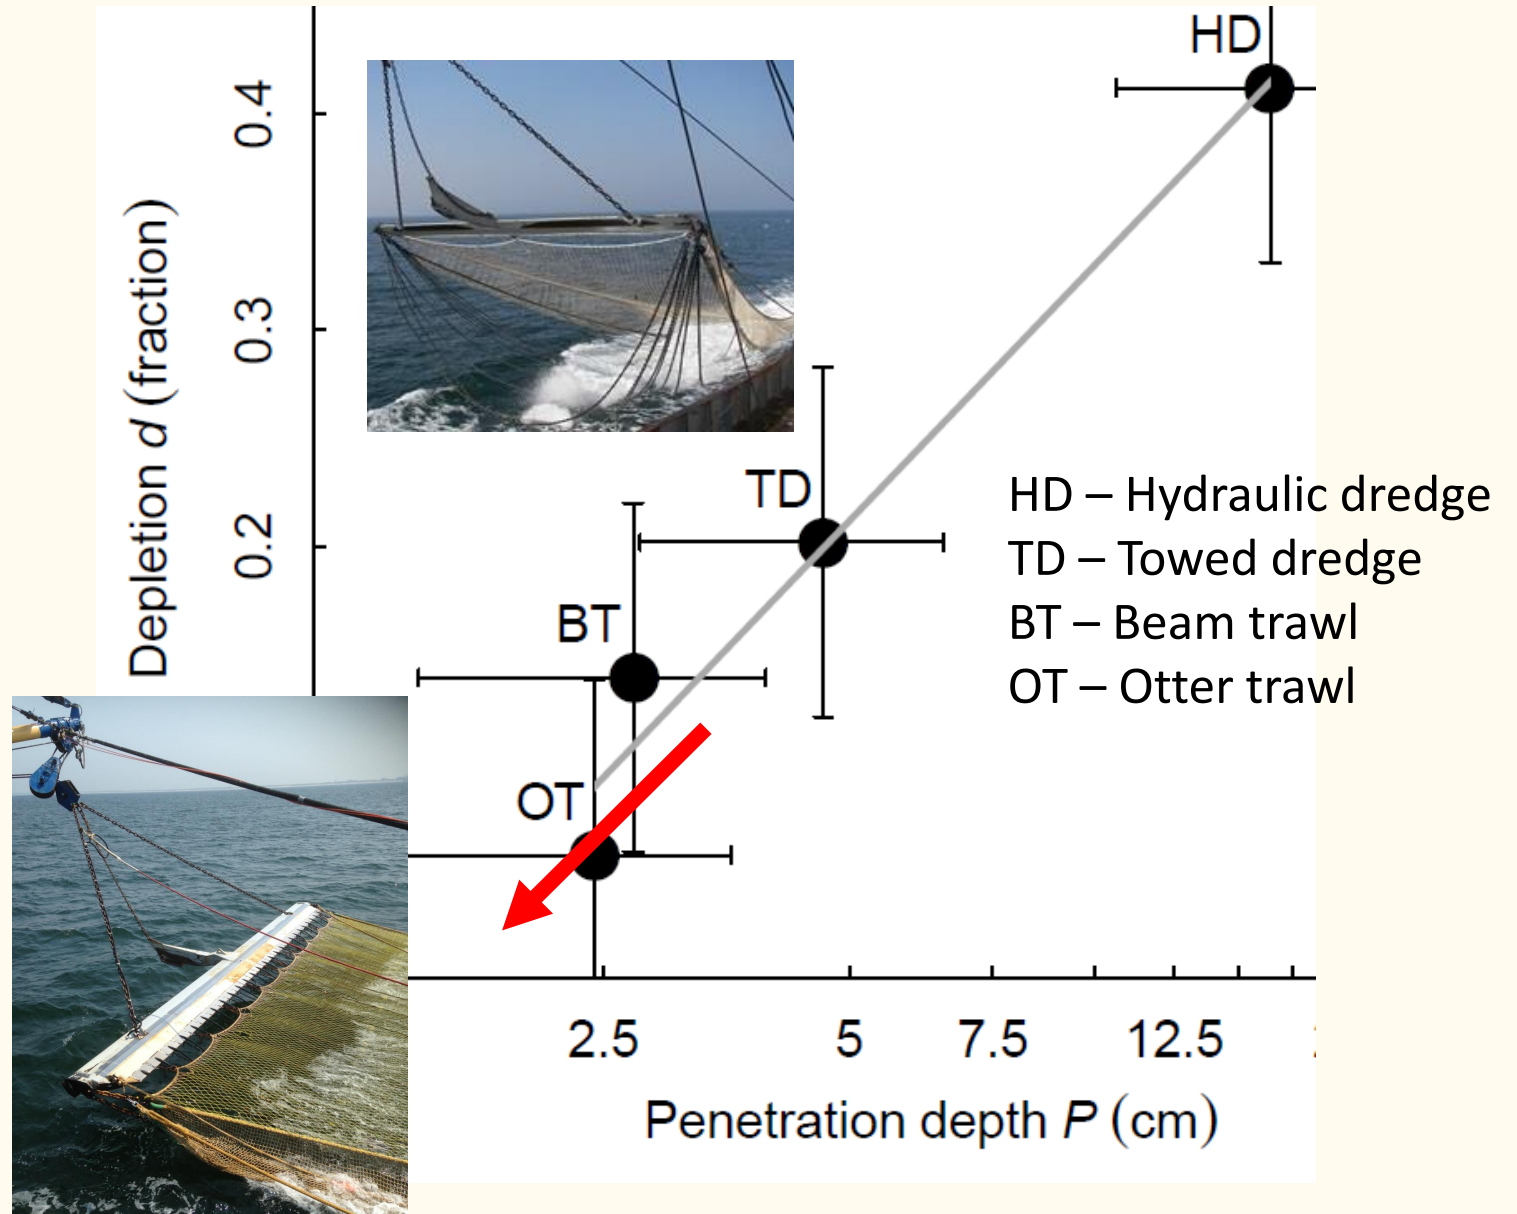 HD
0.4
0.3
0.2
Depletion d (fraction)
TD
BT
OT
HD – Hydraulic dredge
TD – Towed dredge
BT – Beam trawl
OT – Otter trawl
2.5 5 7.5 12.5
Penetration depth P (cm)